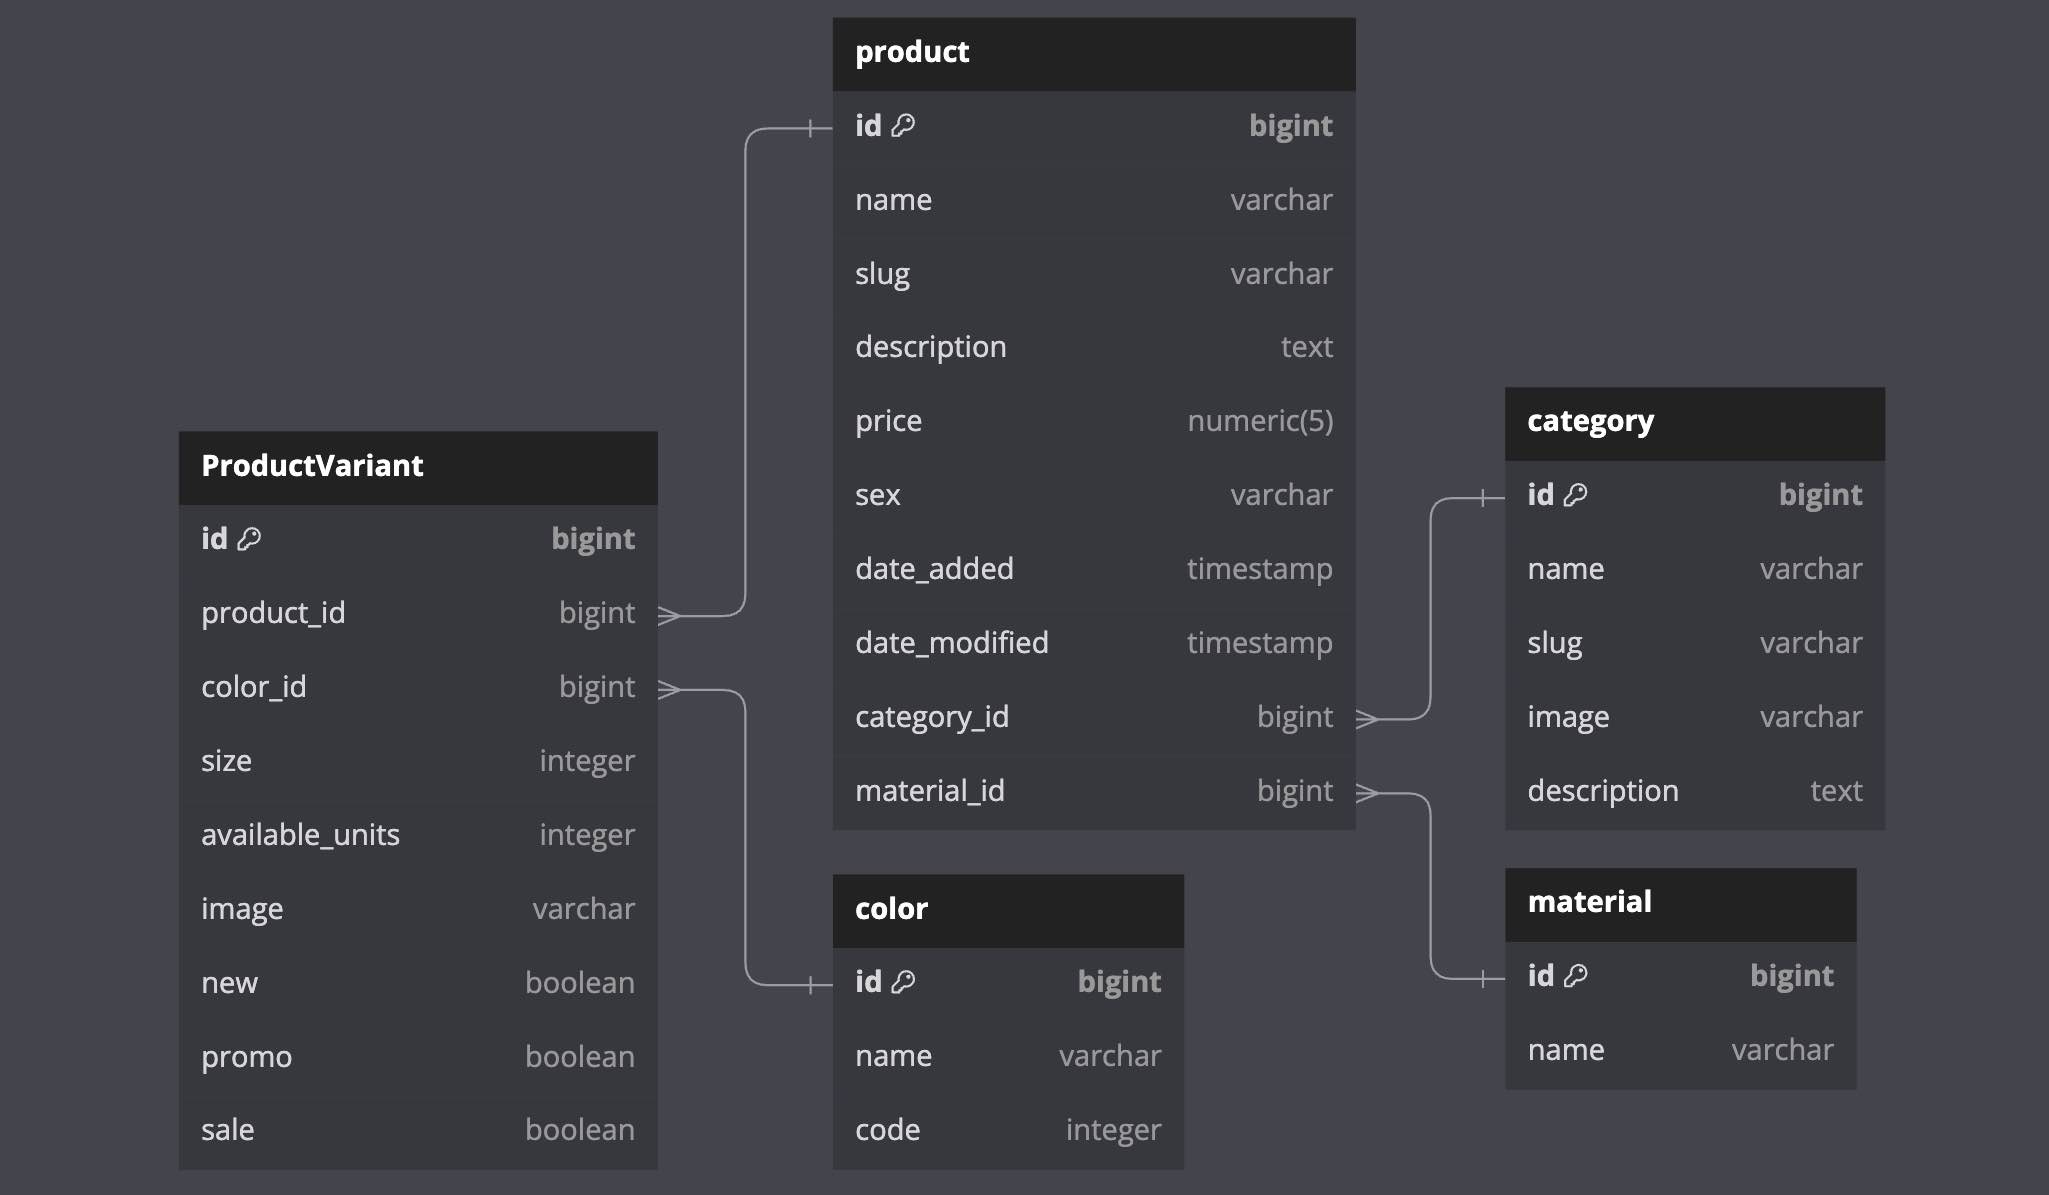 product
id bigint
name varchar
slug varchar
description text
price numeric(5)
sex varchar
date_added timestamp
date_modified timestamp
category_id bigint
material_id bigint
ProductVariant
id bigint
product_id bigint
color_id bigint
size integer
available_units integer
image varchar
new boolean
promo boolean
sale boolean
color
id bigint
name varchar
code integer
category
id bigint
name varchar
slug varchar
image varchar
description text
material
id bigint
name varchar